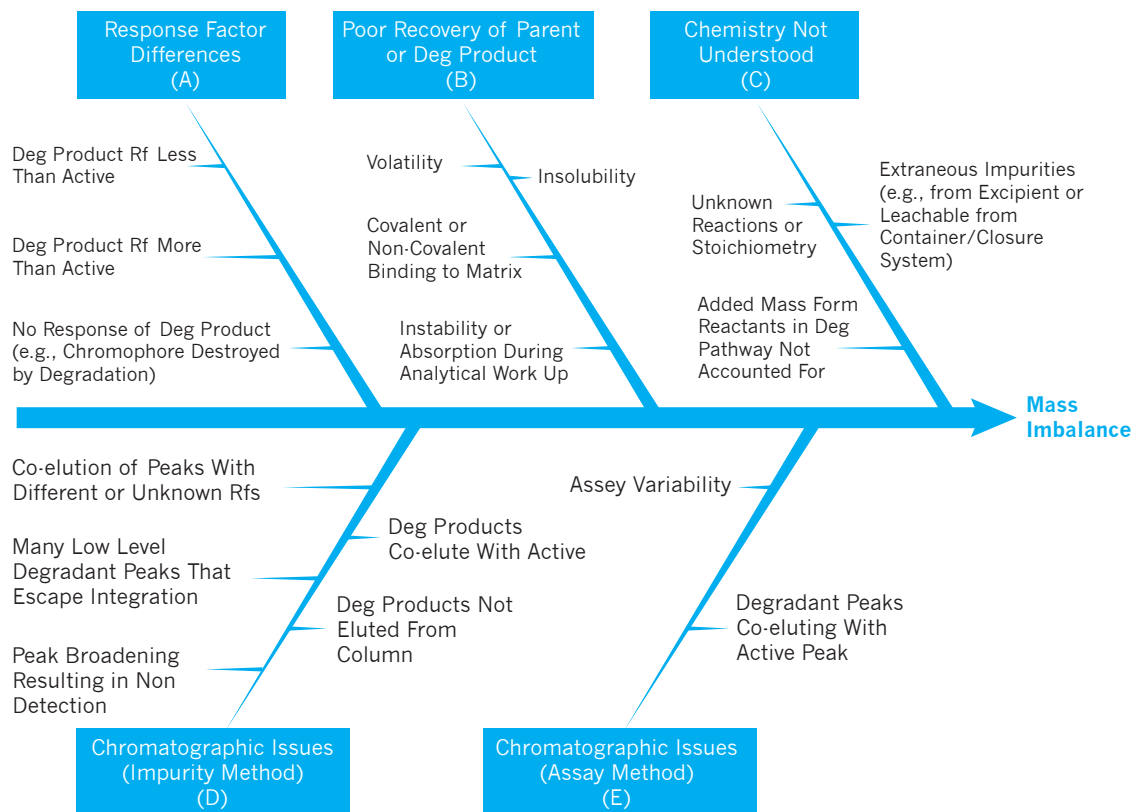 Response Factor
Differences
(A)
Poor Recovery of Parent
or Deg Product
(B)
Chemistry Not
Understood
(C)
Deg Product Rf Less
Than Active
Deg Product Rf More
Than Active
No Response of Deg Product
(e.g., Chromophore Destroyed
by Degradation)
Volatility
Insolubility
Covalent or
Non-Covalent
Binding to Matrix
Instability or
Absorption During
Analytical Work Up
Unknown
Reactions or
Stoichiometry
Extraneous Impurities
(e.g., from Excipient or
Leachable from
Container/Closure
System)
Added Mass Form
Reactants in Deg
Pathway Not
Accounted For
Mass
Imbalance
Co-elution of Peaks With
Different or Unknown Rfs
Deg Products
Co-elute With Active
Many Low Level
Degradant Peaks That
Escape Integration
Deg Products Not
Eluted From
Column
Peak Broadening
Resulting in Non
Detection
Assey Variability
Degradant Peaks
Co-eluting With
Active Peak
Chromatographic Issues
(Impurity Method)
(D)
Chromatographic Issues
(Assay Method)
(E)